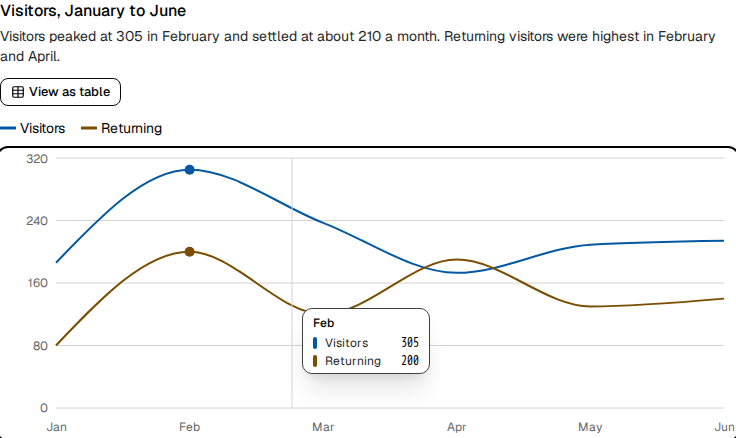 Visitors, January to June
Visitors peaked at 305 in February and settled at about 210 a month. Returning visitors were highest in February
and April.
View as table
Visitors Returning
320
240
160
80
0
Feb
Visitors 305
Returning 200
Jan Feb Mar Apr May Jun